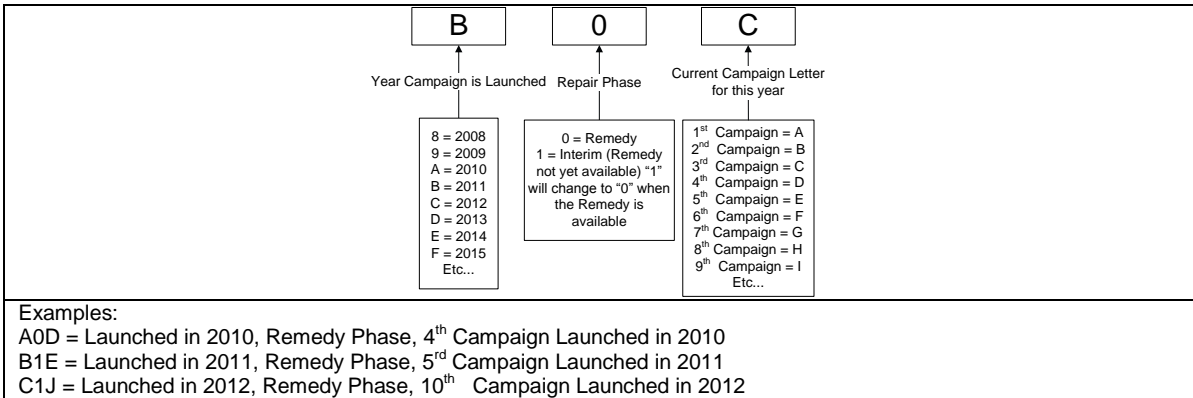 B 0 C
Year Campaign is Launched Repair Phase Current Campaign Letter
for this year
8 = 2008
9 = 2009
A = 2010
B = 2011
C = 2012
D = 2013
E = 2014
F = 2015
Etc...
0 = Remedy
1 = Interim (Remedy
not yet available) “1”
will change to “0” when
the Remedy is
available
1st Campaign = A
2nd Campaign = B
3rd Campaign = C
4th Campaign = D
5th Campaign = E
6th Campaign = F
7th Campaign = G
8th Campaign = H
9th Campaign = I
Etc...
Examples:
A0D = Launched in 2010, Remedy Phase, 4th Campaign Launched in 2010
B1E = Launched in 2011, Remedy Phase, 5rd Campaign Launched in 2011
C1J = Launched in 2012, Remedy Phase, 10th Campaign Launched in 2012